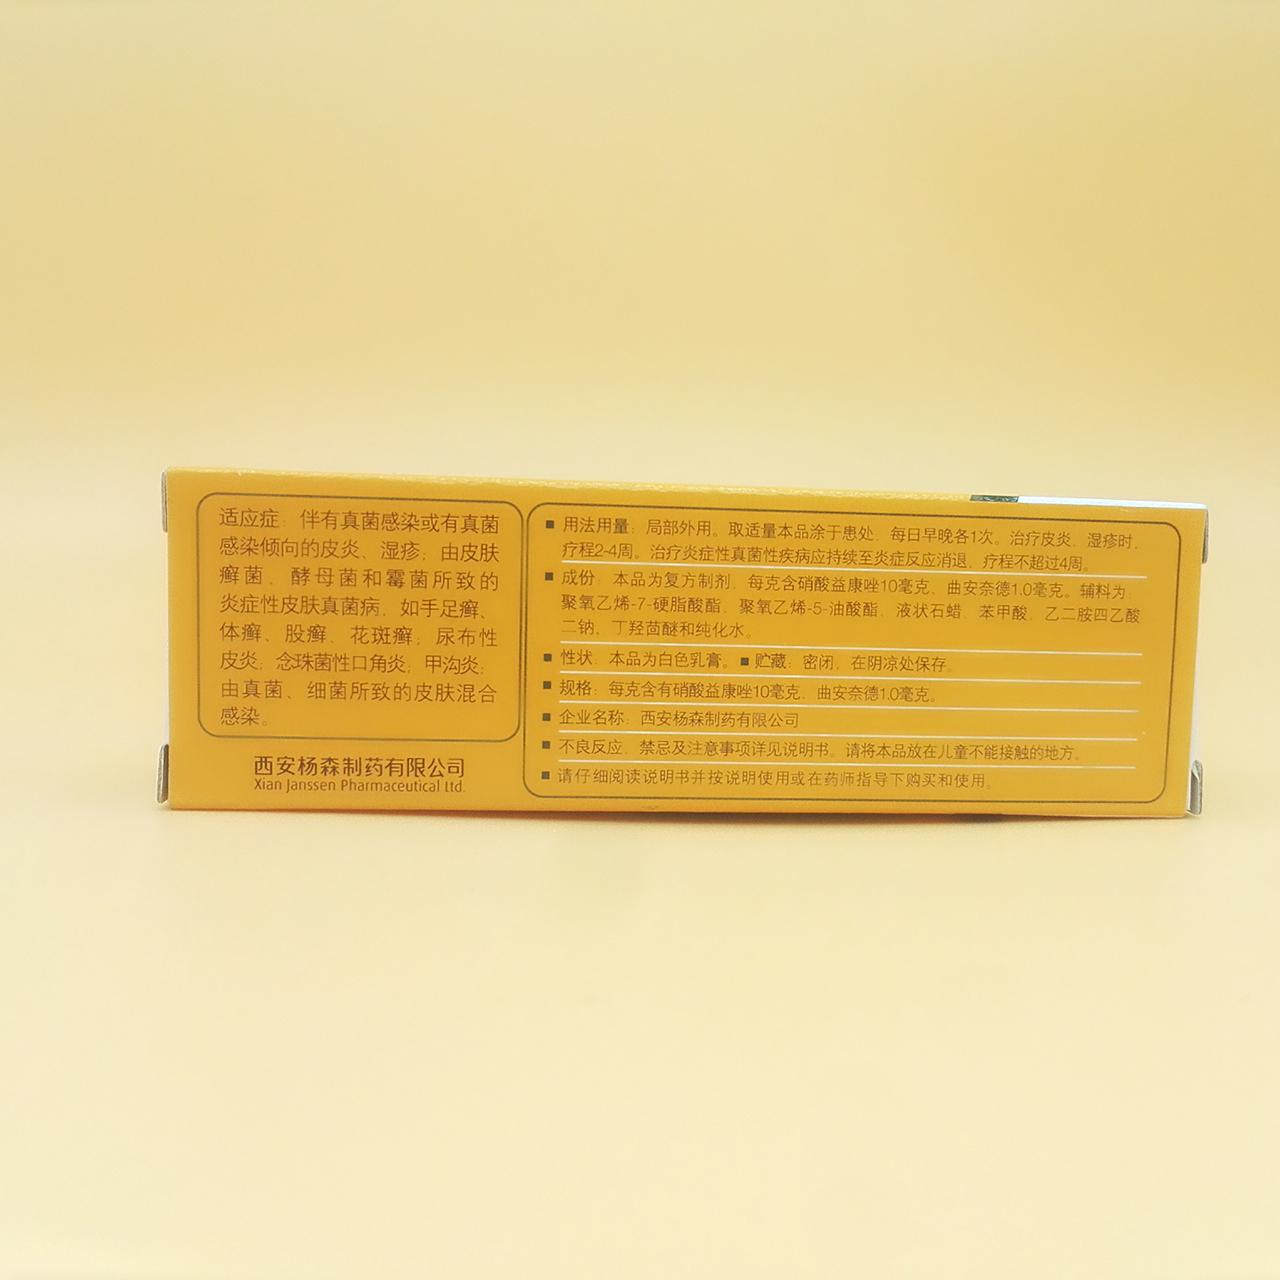 适应症：伴有真菌感染或有真菌
感染倾向的皮炎、湿疹；由皮肤
癣菌、酵母菌和霉菌所致的
炎症性皮肤真菌病，如手足癣、
体癣、股癣、花斑癣；尿布性
皮炎；念珠菌性口角炎；甲沟炎；
由真菌、细菌所致的皮肤混合
感染。
西安杨森制药有限公司
Xian Janssen Pharmaceutical Ltd.
■ 用法用量：局部外用。取适量本品涂于患处，每日早晚各1次。治疗皮炎、湿疹时，
疗程2-4周。治疗炎症性真菌性疾病应持续至炎症反应消退，疗程不超过4周。
■ 成份：本品为复方制剂，每克含硝酸益康唑10毫克，曲安奈德1.0毫克。辅料为：
聚氧乙烯-7-硬脂酸酯、聚氧乙烯-5-油酸酯、液状石蜡、苯甲酸、乙二胺四乙酸
二钠、丁羟茴醚和纯化水。
■ 性状：本品为白色乳膏。■ 贮藏：密闭，在阴凉处保存。
■ 规格：每克含有硝酸益康唑10毫克，曲安奈德1.0毫克。
■ 企业名称：西安杨森制药有限公司
■ 不良反应、禁忌及注意事项详见说明书。请将本品放在儿童不能接触的地方。
■ 请仔细阅读说明书并按说明使用或在药师指导下购买和使用。